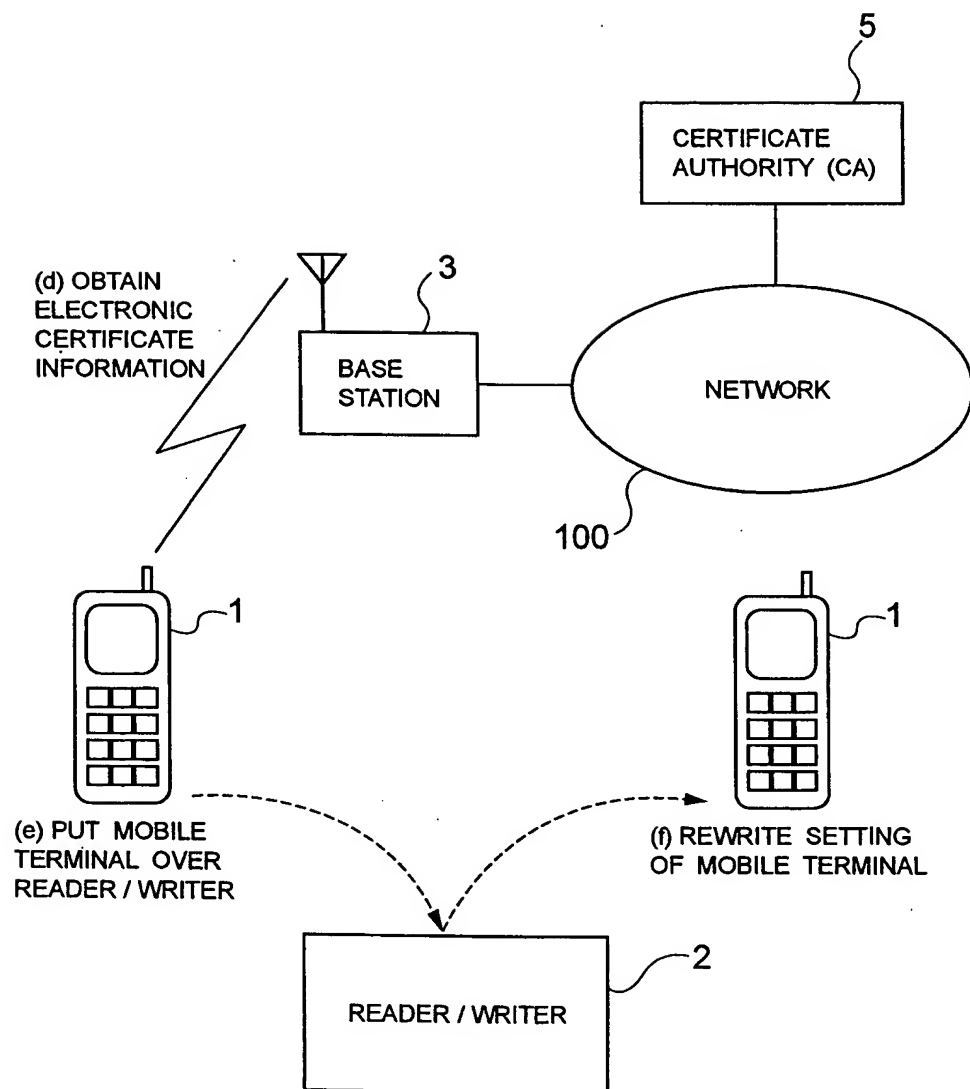 5
CERTIFICATE
AUTHORITY (CA)
(d) OBTAIN
ELECTRONIC
CERTIFICATE
INFORMATION
3
BASE
STATION
NETWORK
100
1
1
(e) PUT MOBILE
TERMINAL OVER
READER / WRITER
(f) REWRITE SETTING
OF MOBILE TERMINAL
2
READER / WRITER